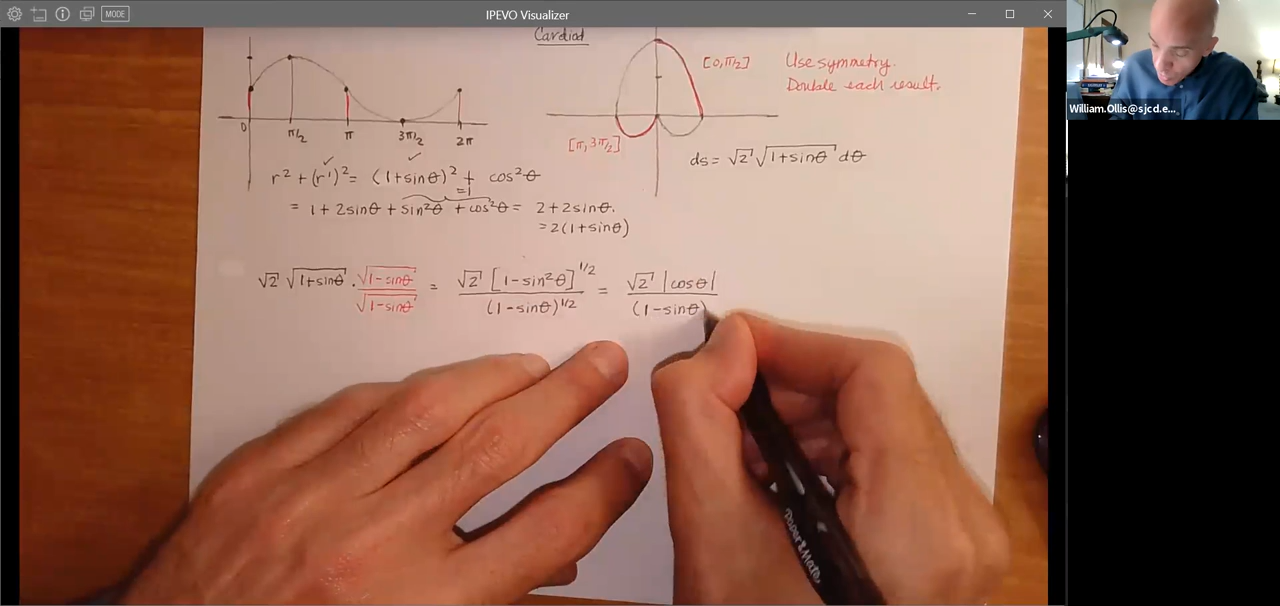 MODE
IPEVO Visualizer
William.Ollis@sjcd.e...
Cardiod
[0, π/2]
Use symmetry.
Double each result.
0 π/2 π 3π/2 2π
[π, 3π/2]
ds = √2 √(1+sinθ) dθ
r² + (r')² = (1+sinθ)² + cos²θ
=1
= 1 + 2sinθ + sin²θ + cos²θ = 2 + 2sinθ.
= 2(1+sinθ)
√2 √(1+sinθ) · √(1-sinθ)/√(1-sinθ) = √2 [1-sin²θ]^1/2 / (1-sinθ)^1/2 = √2 |cosθ| / (1-sinθ)
Paper Mate